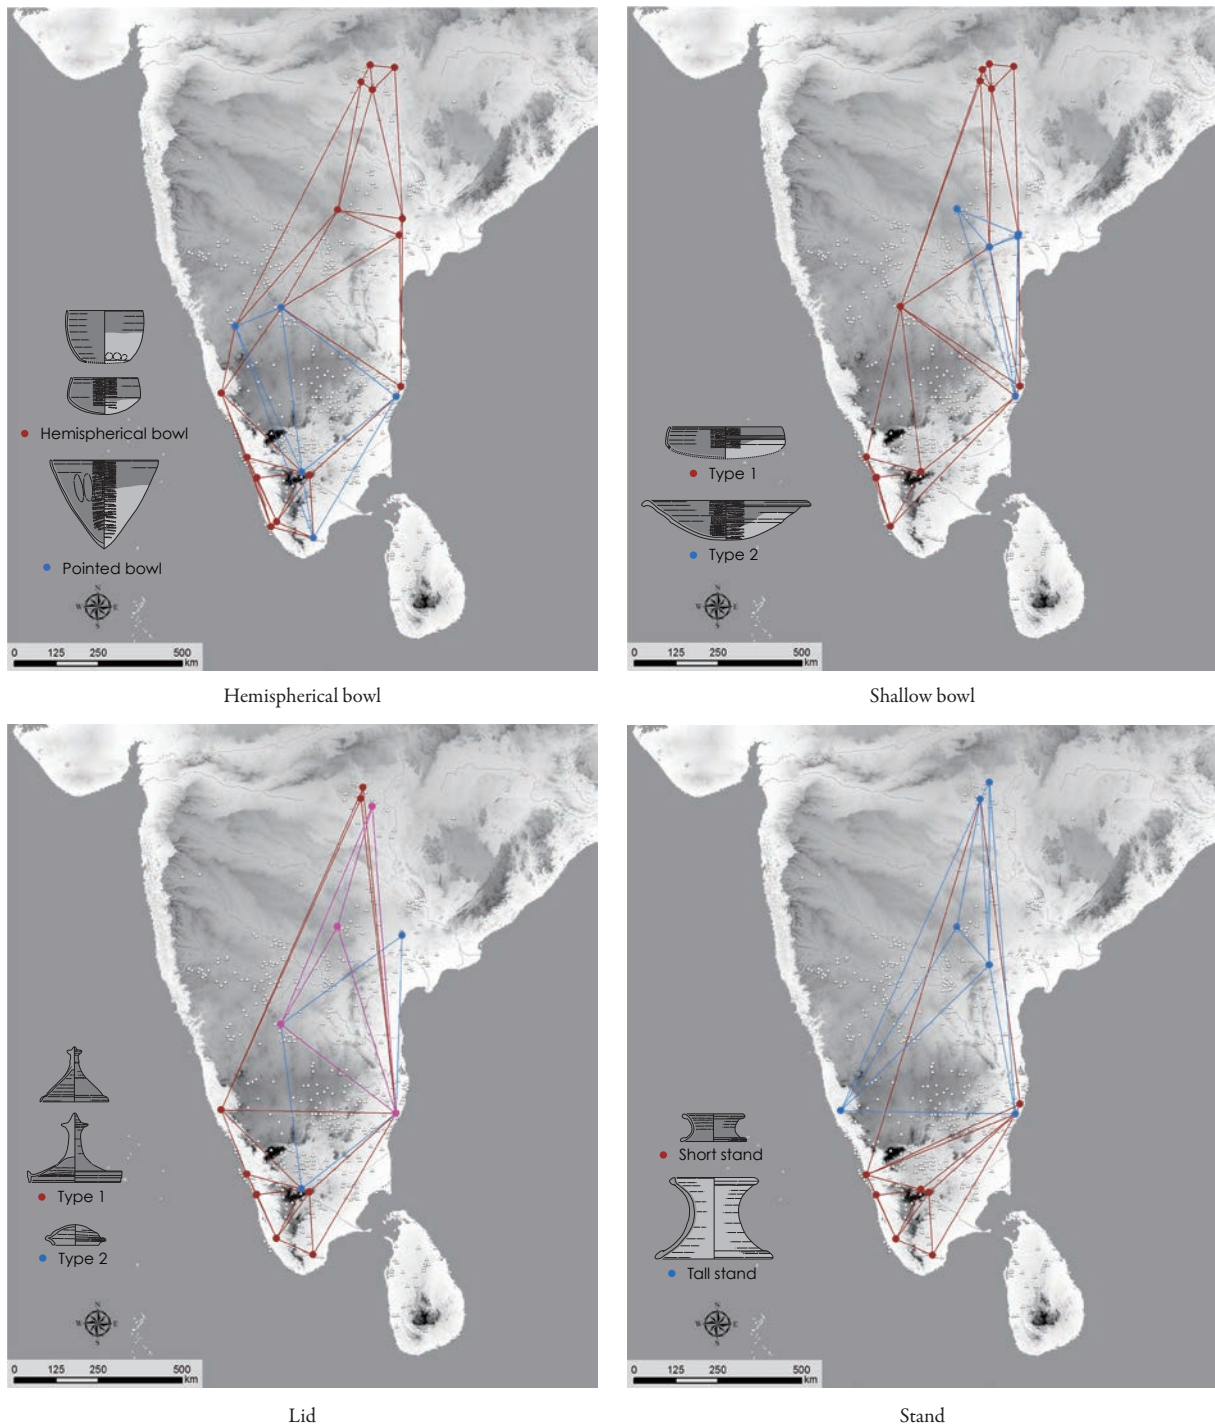 Hemispherical bowl
Pointed bowl
N
W E
S
0 125 250 500
km
Hemispherical bowl
Type 1
Type 2
N
W E
S
0 125 250 500
km
Shallow bowl
Type 1
Type 2
N
W E
S
0 125 250 500
km
Lid
Short stand
Tall stand
N
W E
S
0 125 250 500
km
Stand